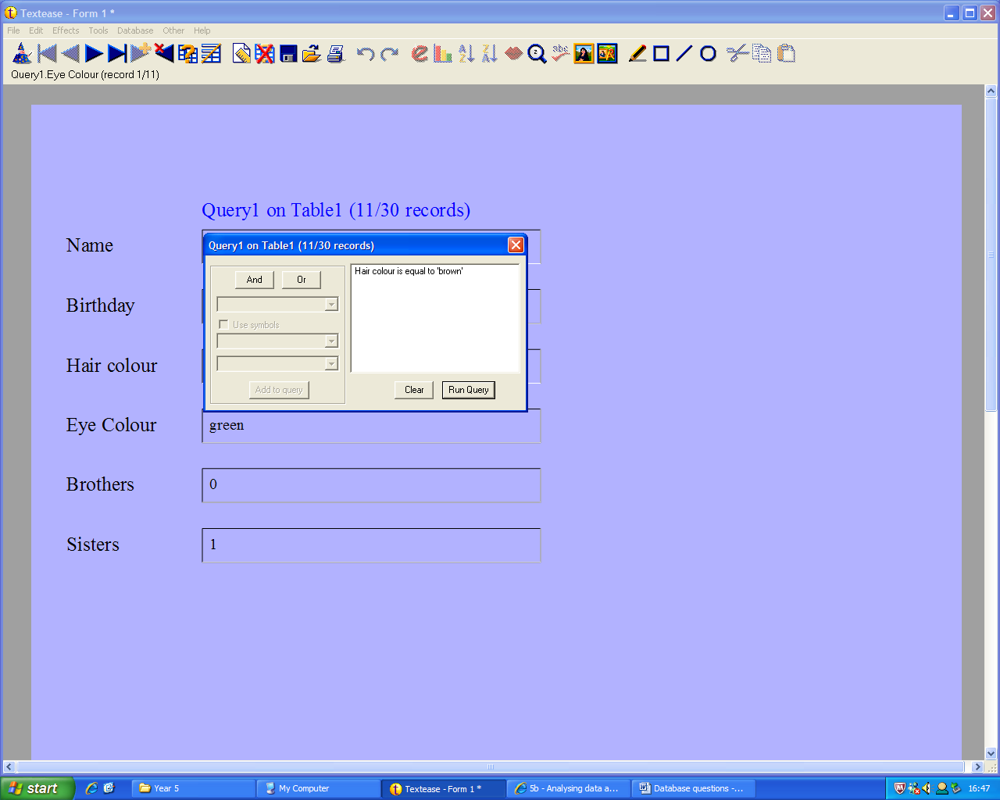 Textease - Form 1 *
File Edit Effects Tools Database Other Help
Query1.Eye Colour (record 1/11)
Query1 on Table1 (11/30 records)
Name
Query1 on Table1 (11/30 records)
And Or
Hair colour is equal to 'brown'
Use symbols
Add to query
Clear Run Query
Birthday
Hair colour
Eye Colour green
Brothers 0
Sisters 1
start Year 5 My Computer Textease - Form 1 * 5b - Analysing data a... Database questions -... 16:47